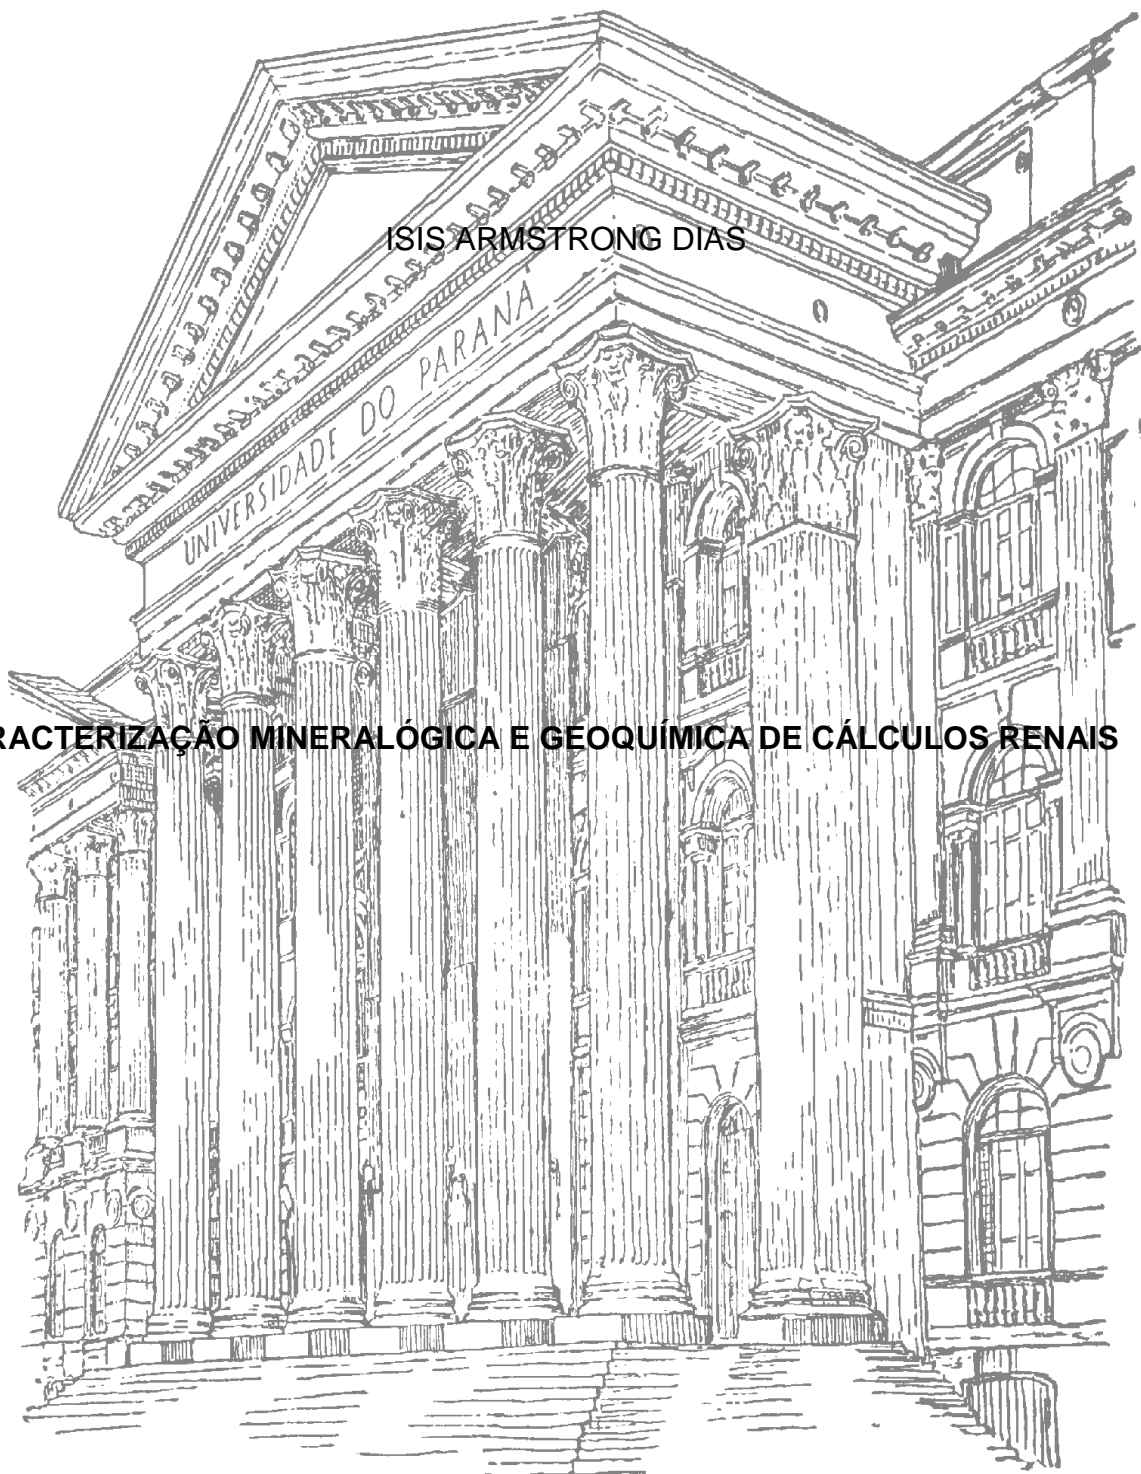 ISIS ARMSTRONG DIAS
UNIVERSIDADE DO PARANÁ
RACTERIZAÇÃO MINERALÓGICA E GEOQUÍMICA DE CÁLCULOS RENAIS